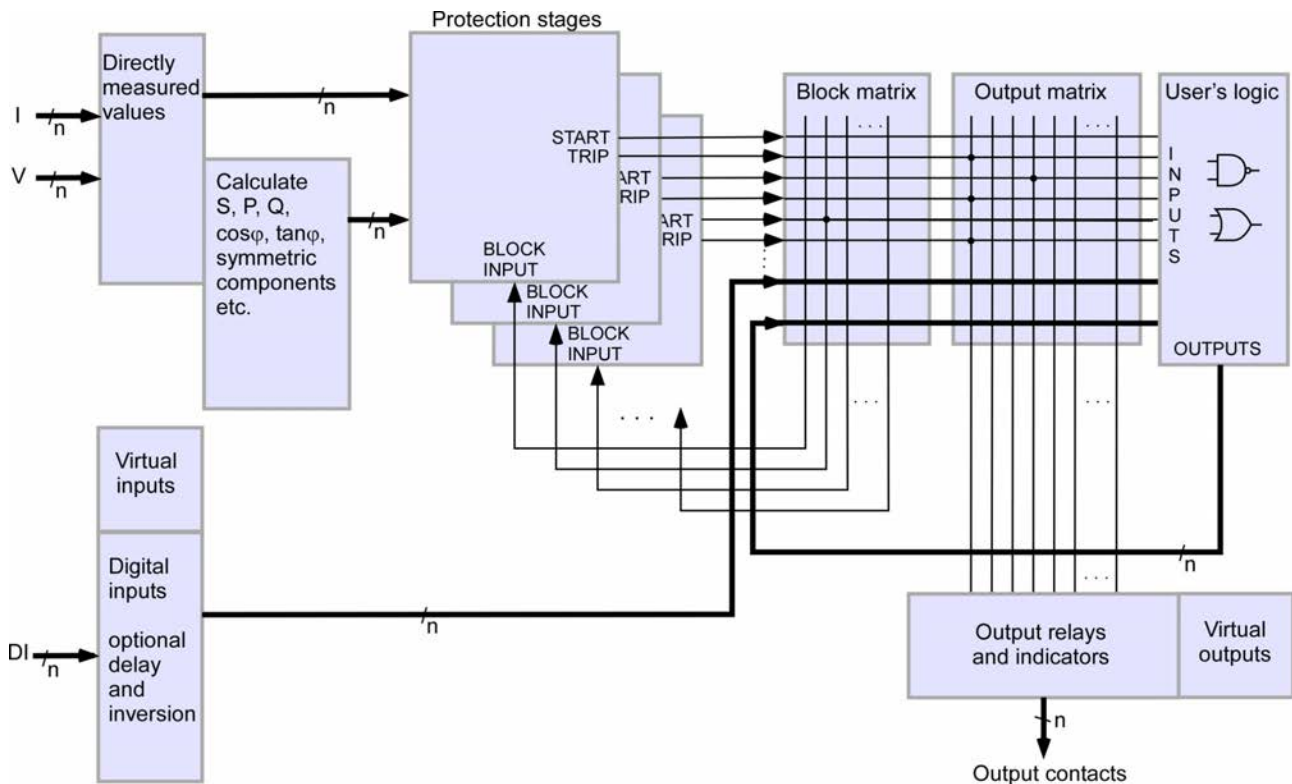 Protection stages
Directly
measured
values
I
n
n
V
n
Calculate
S, P, Q,
cosφ, tanφ,
symmetric
components
etc.
n
START
TRIP
ART
RIP
ART
RIP
BLOCK
INPUT
BLOCK
INPUT
BLOCK
INPUT
Block matrix
Output matrix
User's logic
I
N
P
U
T
S
OUTPUTS
n
Virtual
inputs
Digital
inputs
optional
delay
and
inversion
DI
n
n
Output relays
and indicators
Virtual
outputs
n
Output contacts